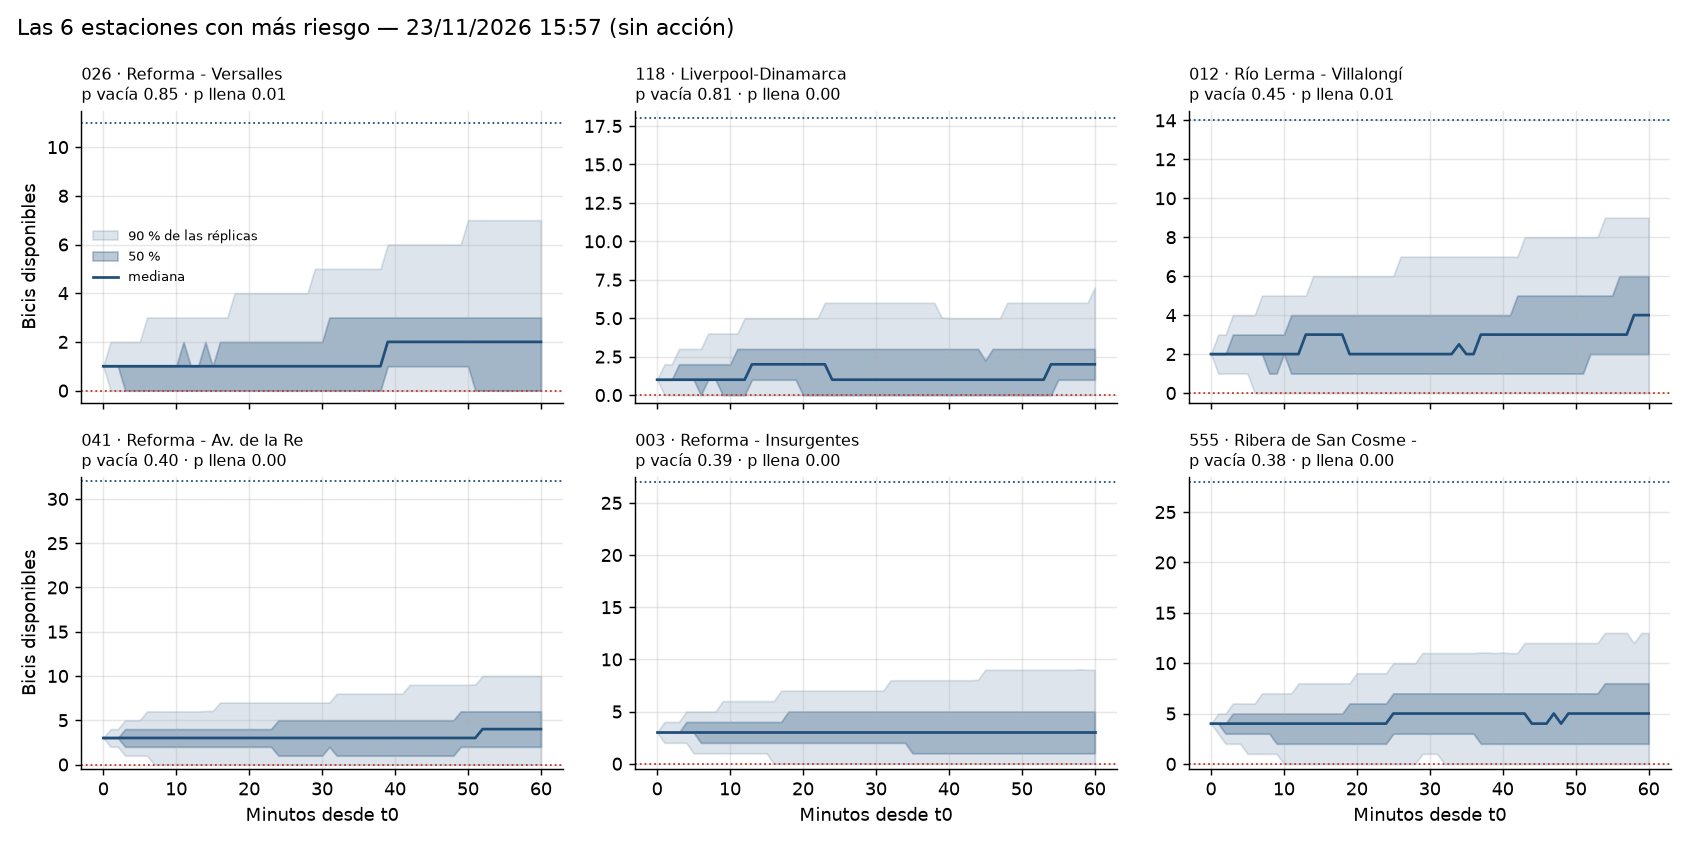 Las 6 estaciones con más riesgo — 23/11/2026 15:57 (sin acción)
026 · Reforma - Versalles
p vacía 0.85 · p llena 0.01
Bicis disponibles
10
8
6
4
2
0
90 % de las réplicas
50 %
mediana
118 · Liverpool-Dinamarca
p vacía 0.81 · p llena 0.00
17.5
15.0
12.5
10.0
7.5
5.0
2.5
0.0
012 · Río Lerma - Villalongí
p vacía 0.45 · p llena 0.01
14
12
10
8
6
4
2
0
041 · Reforma - Av. de la Re
p vacía 0.40 · p llena 0.00
Bicis disponibles
30
25
20
15
10
5
0
0 10 20 30 40 50 60
Minutos desde t0
003 · Reforma - Insurgentes
p vacía 0.39 · p llena 0.00
25
20
15
10
5
0
0 10 20 30 40 50 60
Minutos desde t0
555 · Ribera de San Cosme -
p vacía 0.38 · p llena 0.00
25
20
15
10
5
0
0 10 20 30 40 50 60
Minutos desde t0